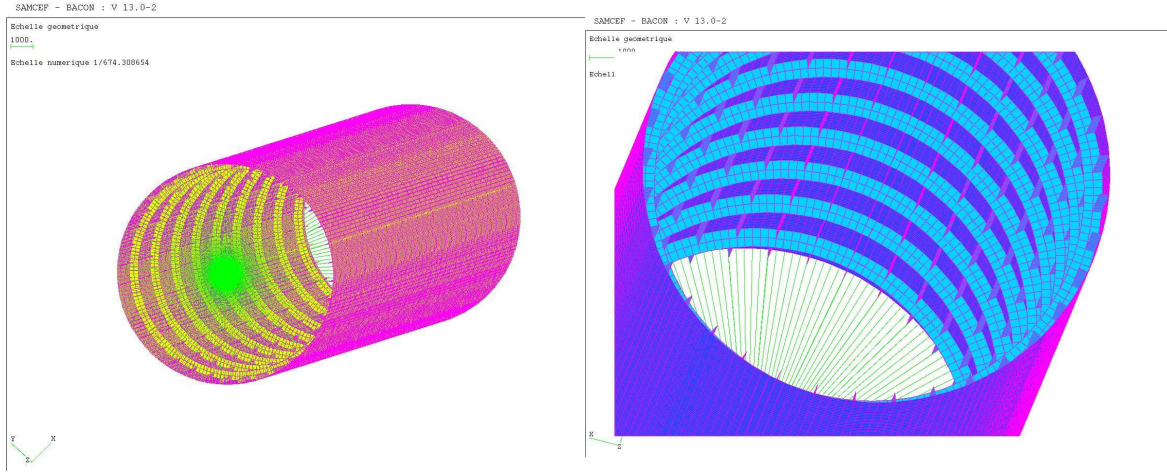 SAMCEF - BACON : V 13.0-2
Echelle geometrique
1000.
Echelle numerique 1/674.308654
Y
X
Z
SAMCEF - BACON : V 13.0-2
Echelle geometrique
1000
Echell
X
Z